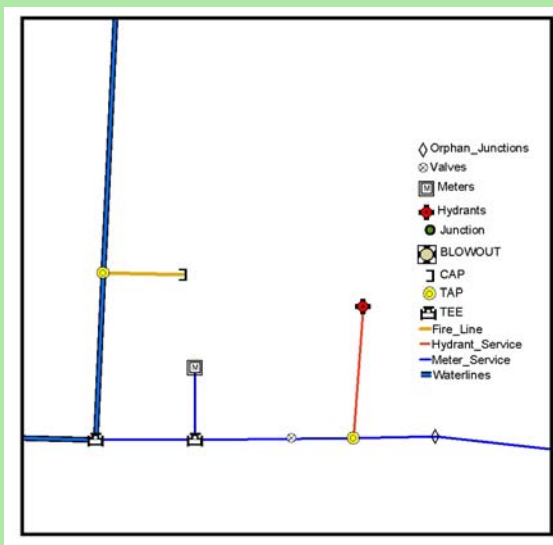 Orphan_Junctions
Valves
M Meters
Hydrants
Junction
BLOWOUT
CAP
TAP
TEE
Fire_Line
Hydrant_Service
M
Meter_Service
Waterlines